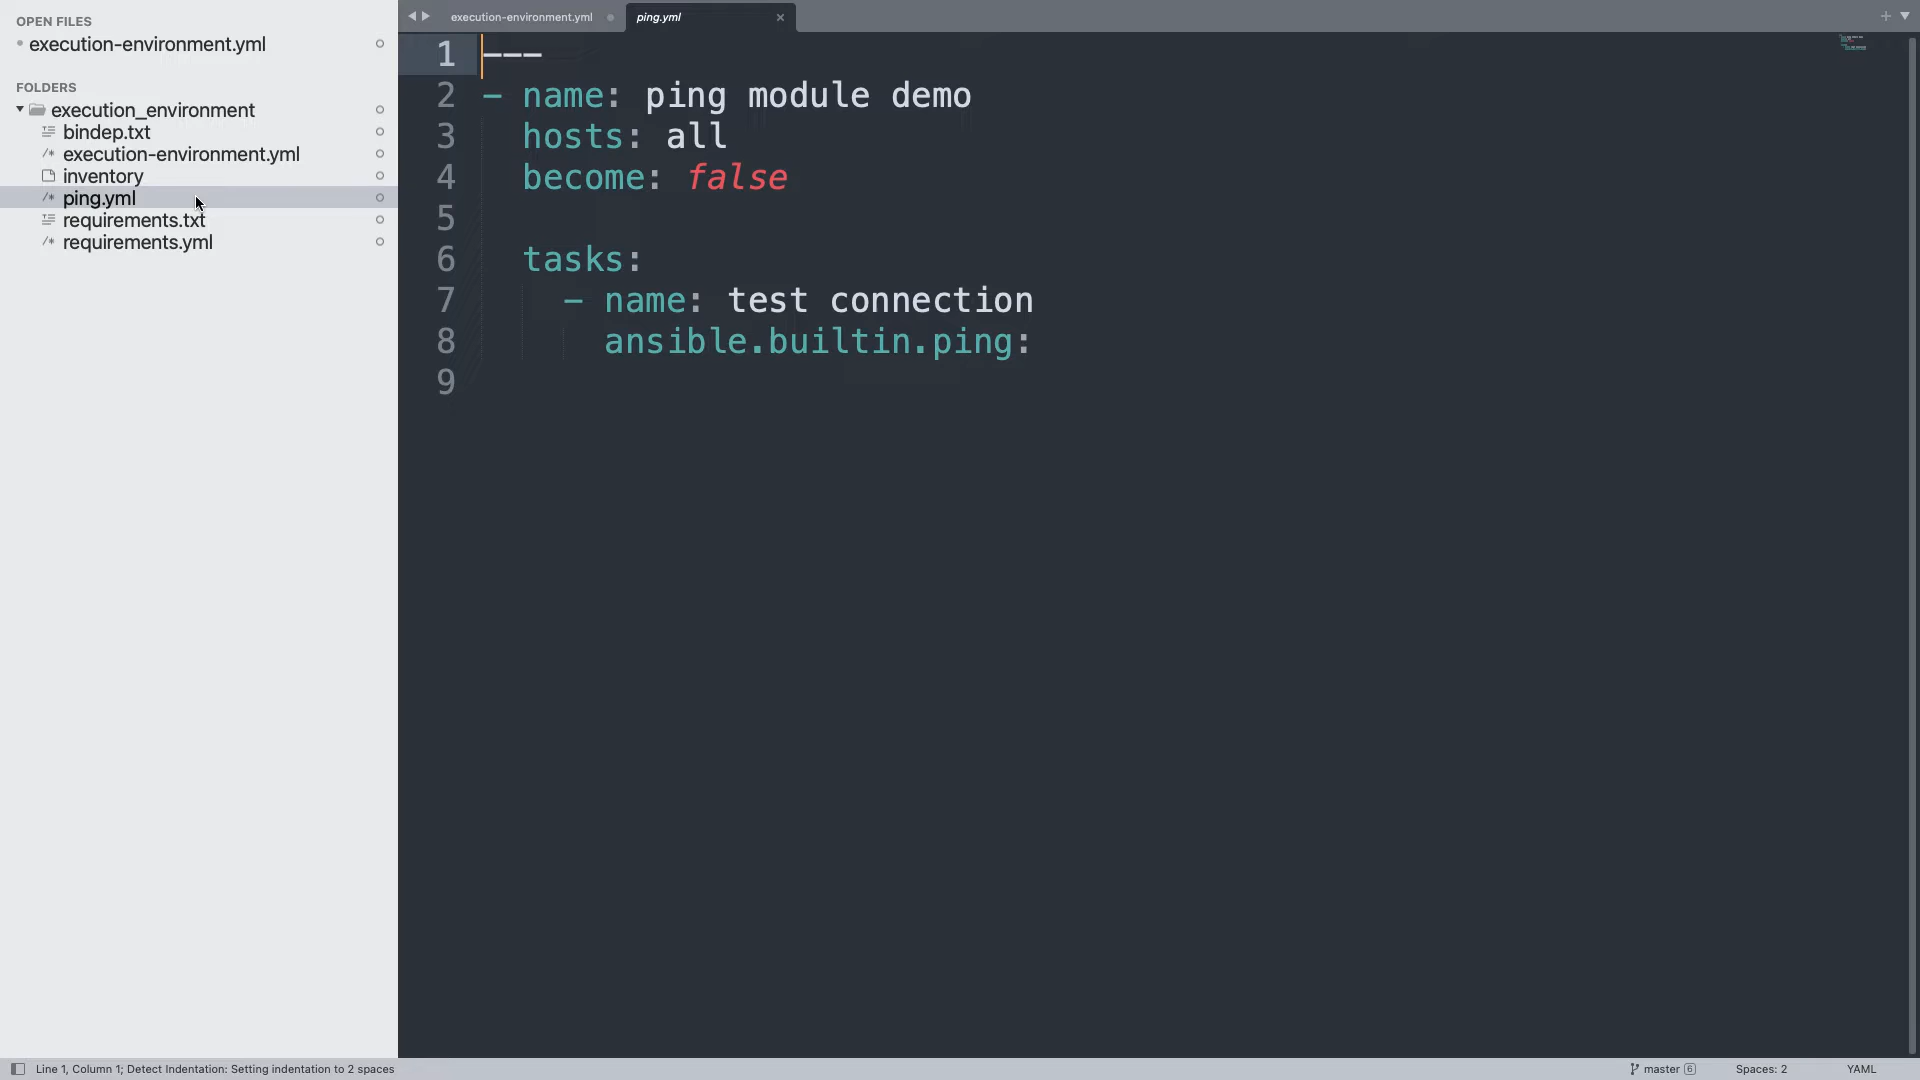 OPEN FILES
execution-environment.yml
FOLDERS
execution_environment
bindep.txt
execution-environment.yml
inventory
ping.yml
requirements.txt
requirements.yml
execution-environment.yml
ping.yml
1 ---
2 - name: ping module demo
3 hosts: all
4 become: false
5
6 tasks:
7 - name: test connection
8 ansible.builtin.ping:
9
Line 1, Column 1; Detect Indentation: Setting indentation to 2 spaces
master 6
Spaces: 2
YAML